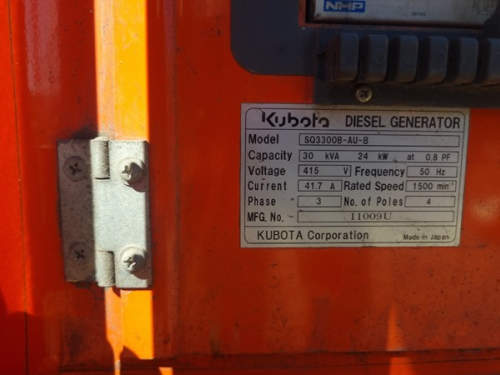 NHP
Kubota DIESEL GENERATOR
Model SQ3300B-AU-B
Capacity 30 kVA 24 kW at 0.8 PF
Voltage 415 V Frequency 50 Hz
Current 41.7 A Rated Speed 1500 min⁻¹
Phase 3 No. of Poles 4
MFG. No. 11009U
KUBOTA Corporation Made in Japan